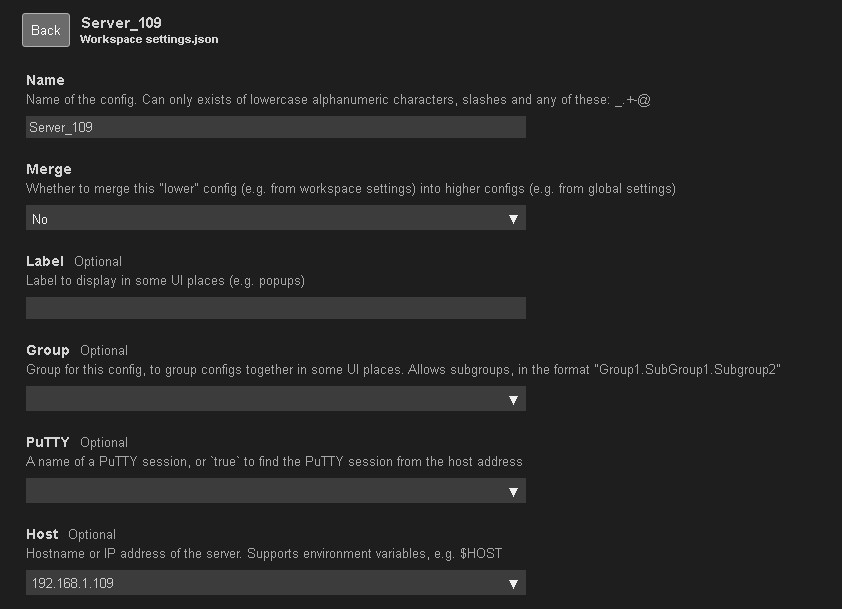 Back
Server_109
Workspace settings.json
Name
Name of the config. Can only exists of lowercase alphanumeric characters, slashes and any of these: _.+-@
Server_109
Merge
Whether to merge this "lower" config (e.g. from workspace settings) into higher configs (e.g. from global settings)
No
Label Optional
Label to display in some UI places (e.g. popups)
Group Optional
Group for this config, to group configs together in some UI places. Allows subgroups, in the format "Group1.SubGroup1.Subgroup2"
PuTTY Optional
A name of a PuTTY session, or `true` to find the PuTTY session from the host address
Host Optional
Hostname or IP address of the server. Supports environment variables, e.g. $HOST
192.168.1.109